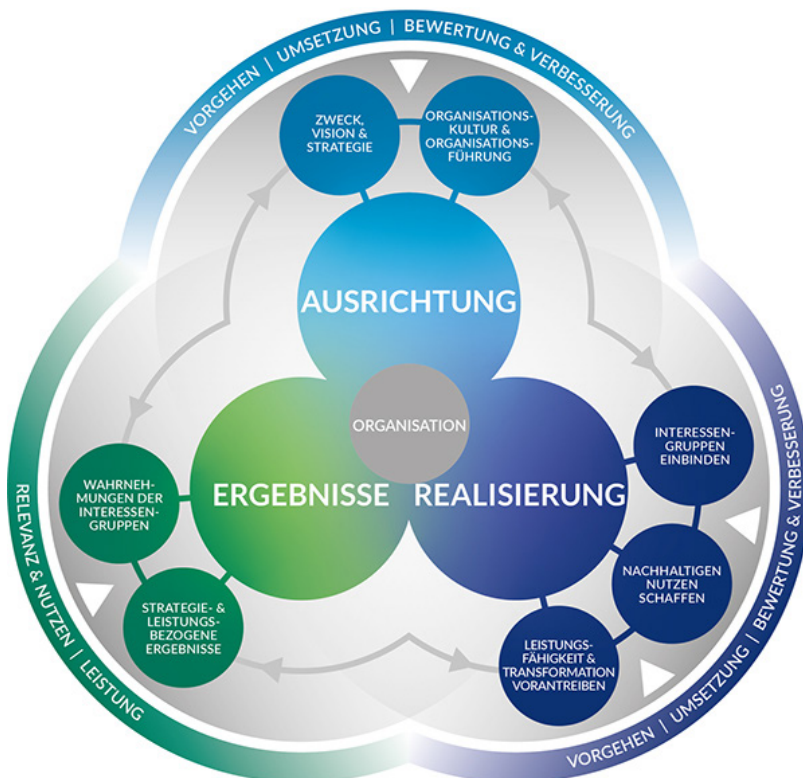 VORGEHEN | UMSETZUNG | BEWERTUNG & VERBESSERUNG
ZWECK,
VISION &
STRATEGIE
ORGANISATIONS-
KULTUR &
ORGANISATIONS-
FÜHRUNG
AUSRICHTUNG
ORGANISATION
ERGEBNISSE
REALISIERUNG
INTERESSEN-
GRUPPEN
EINBINDEN
NACHHALTIGEN
NUTZEN
SCHAFFEN
LEISTUNGS-
FÄHIGKEIT &
TRANSFORMATION
VORANTREIBEN
VORGEHEN | UMSETZUNG | BEWERTUNG & VERBESSERUNG
WAHRNEH-
MUNGEN DER
INTERESSEN-
GRUPPEN
STRATEGIE- &
LEISTUNGS-
BEZOGENE
ERGEBNISSE
RELEVANZ & NUTZEN | LEISTUNG